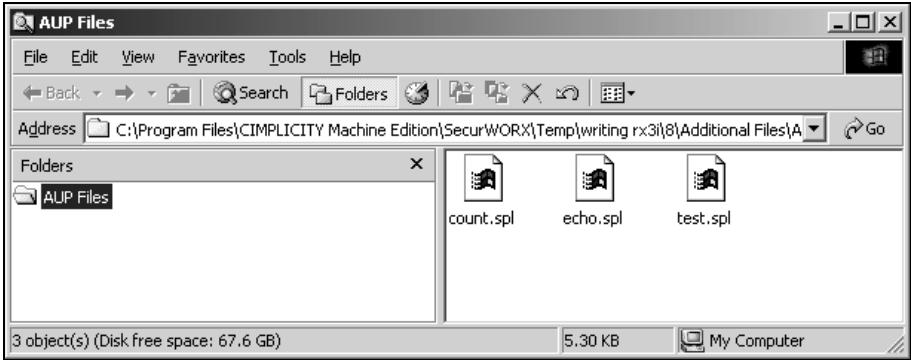 AUP Files
File Edit View Favorites Tools Help
Back Search Folders
Address C:\Program Files\CIMPLICITY Machine Edition\SecurWORX\Temp\writing rx3i\8\Additional Files\A Go
Folders x
AUP Files
count.spl echo.spl test.spl
3 object(s) (Disk free space: 67.6 GB) 5.30 KB My Computer